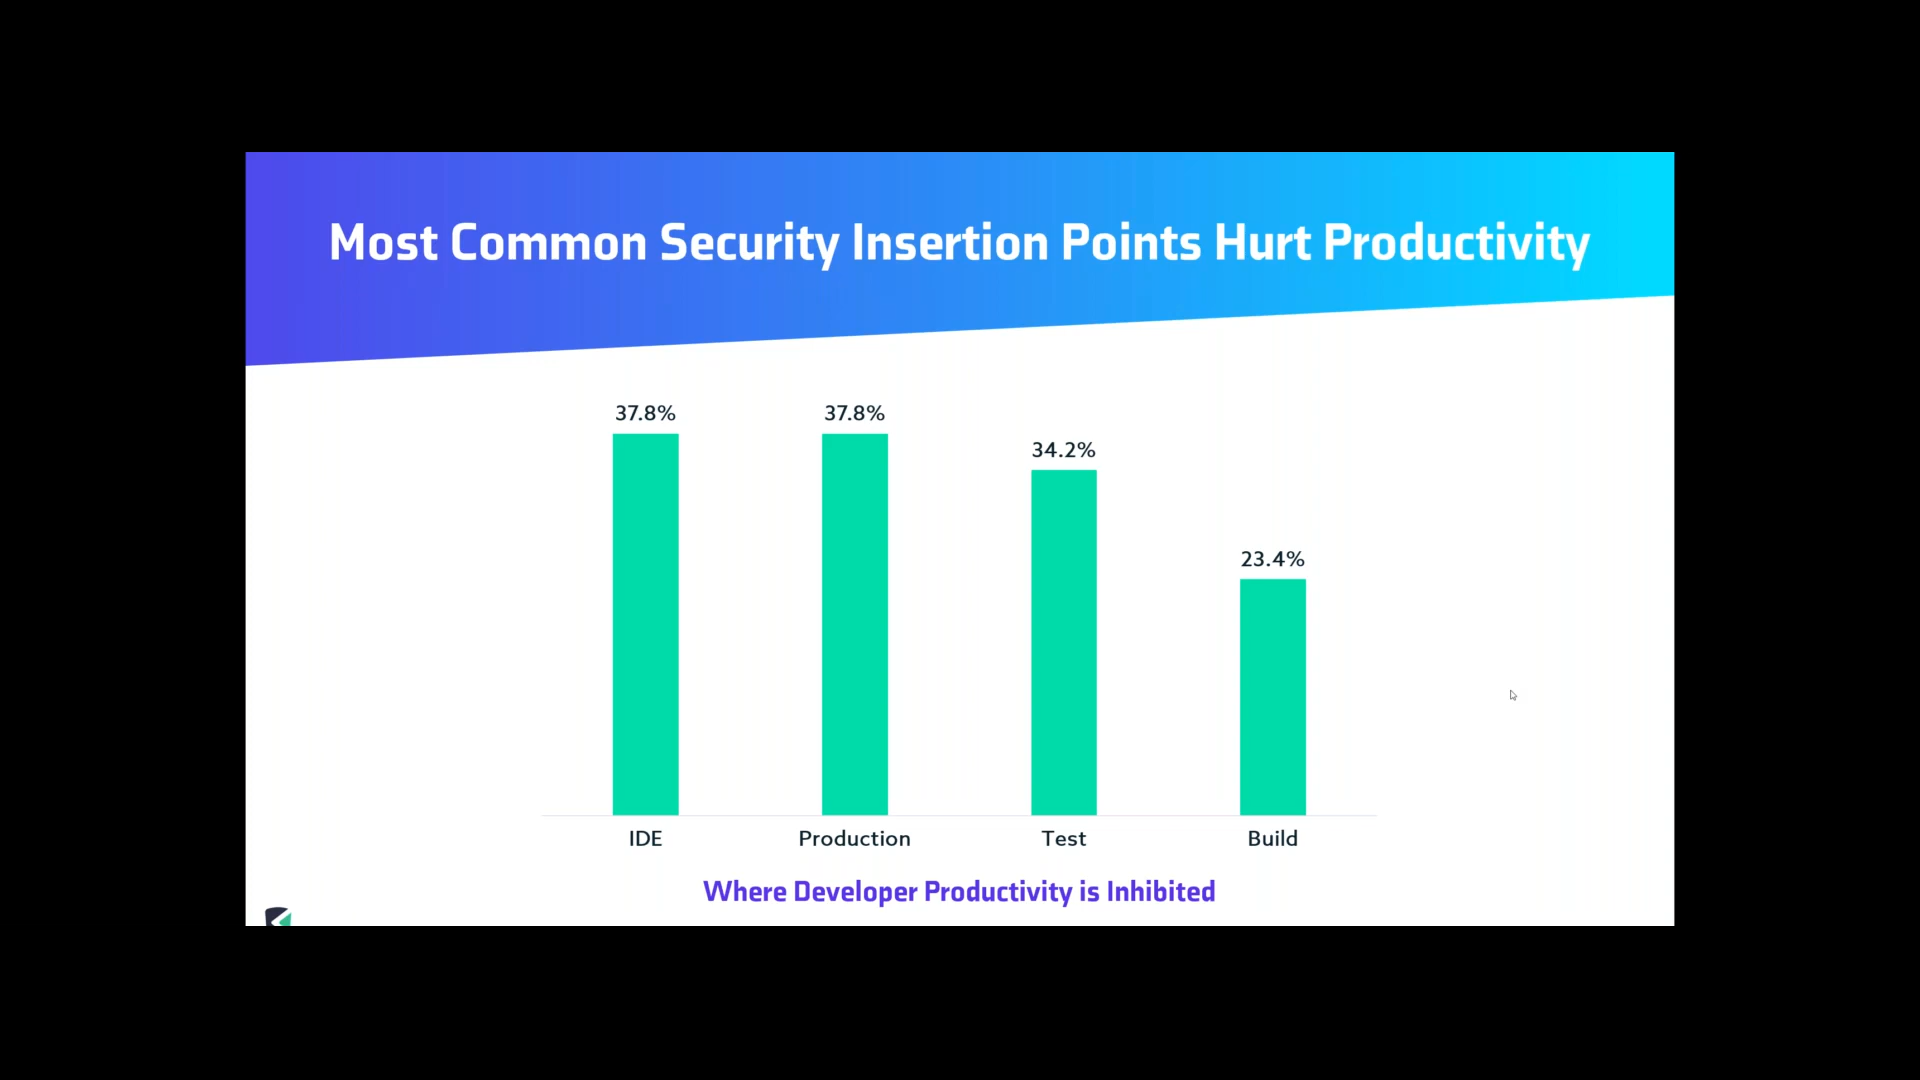 Most Common Security Insertion Points Hurt Productivity
37.8%
37.8%
34.2%
23.4%
IDE
Production
Test
Build
Where Developer Productivity is Inhibited